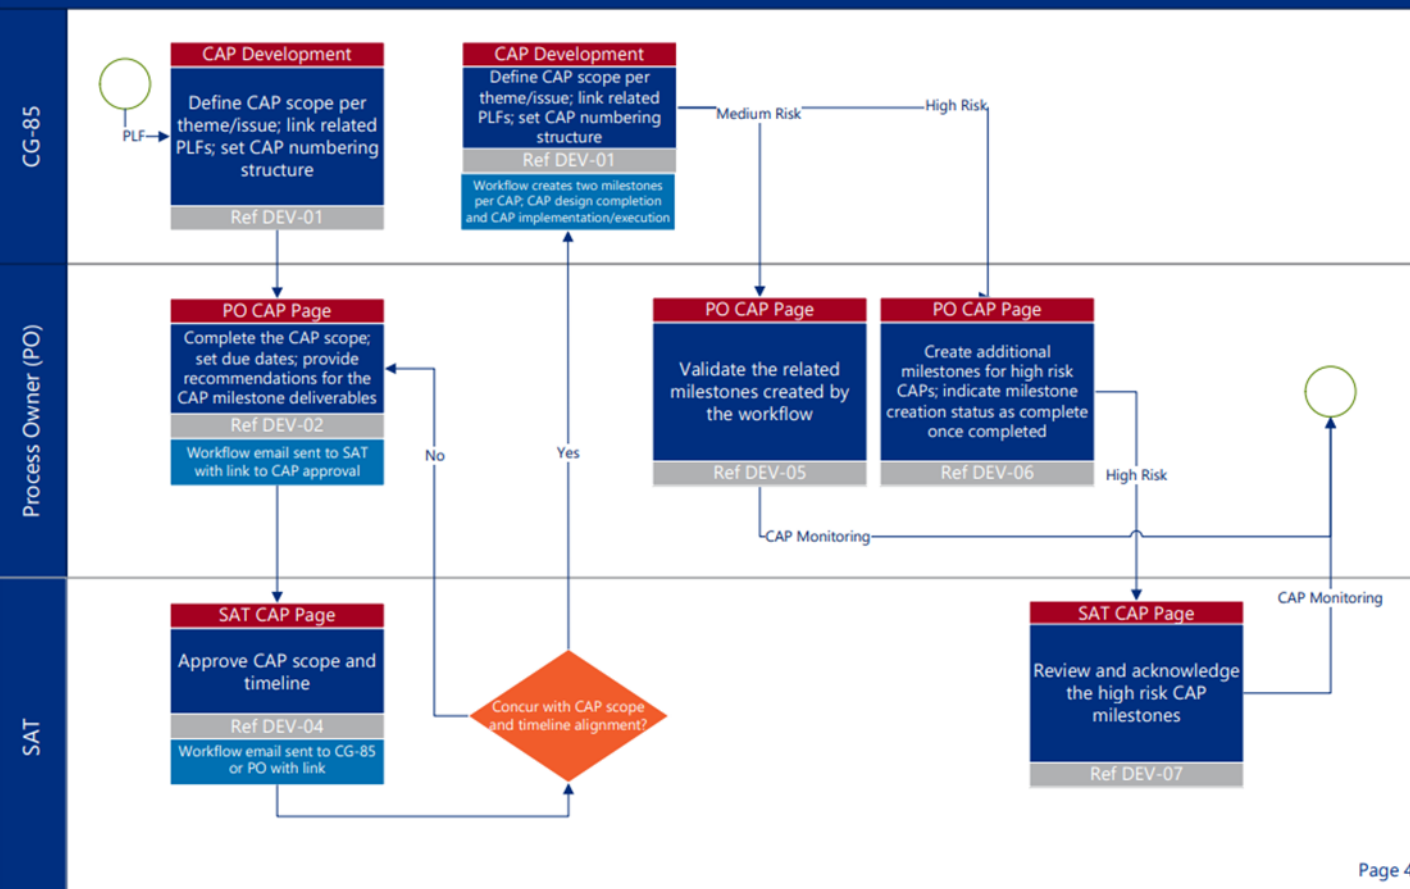 CG-85
PLF
CAP Development
Define CAP scope per
theme/issue; link related
PLFs; set CAP numbering
structure
Ref DEV-01
CAP Development
Define CAP scope per
theme/issue; link related
PLFs; set CAP numbering
structure
Ref DEV-01
Workflow creates two milestones
per CAP; CAP design completion
and CAP implementation/execution
Medium Risk
High Risk
Process Owner (PO)
PO CAP Page
Complete the CAP scope;
set due dates; provide
recommendations for the
CAP milestone deliverables
Ref DEV-02
Workflow email sent to SAT
with link to CAP approval
No
Yes
PO CAP Page
Validate the related
milestones created by
the workflow
Ref DEV-05
PO CAP Page
Create additional
milestones for high risk
CAPs; indicate milestone
creation status as complete
once completed
Ref DEV-06
High Risk
CAP Monitoring
SAT
SAT CAP Page
Approve CAP scope and
timeline
Ref DEV-04
Workflow email sent to CG-85
or PO with link
Concur with CAP scope
and timeline alignment?
SAT CAP Page
Review and acknowledge
the high risk CAP
milestones
Ref DEV-07
CAP Monitoring
Page 4